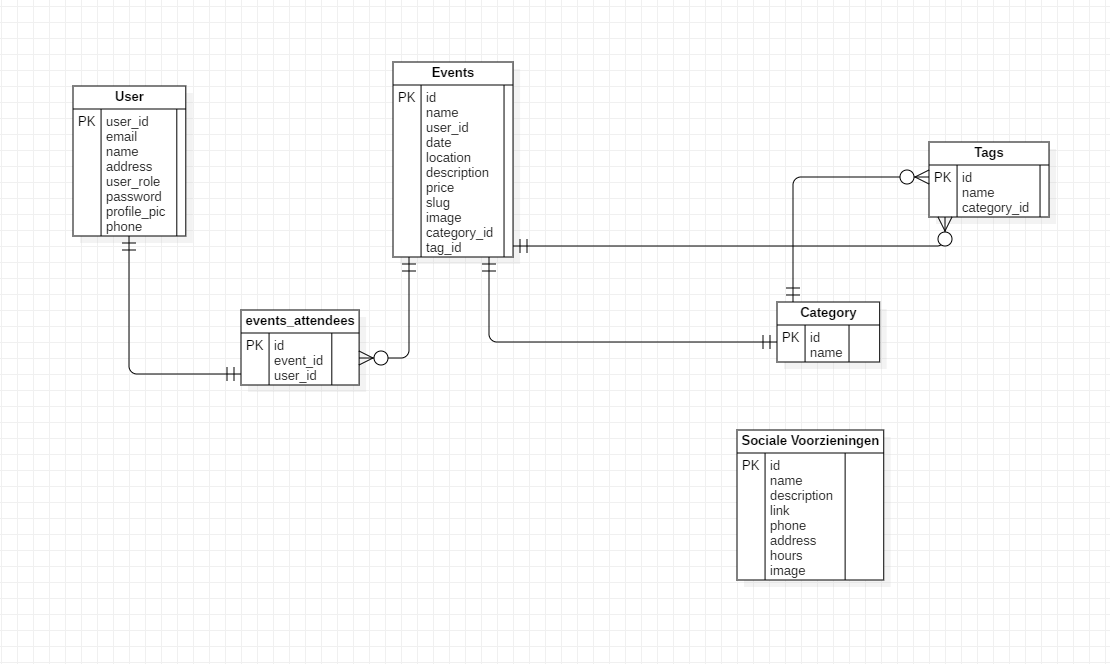 User
PK
user_id
email
name
address
user_role
password
profile_pic
phone
Events
PK
id
name
user_id
date
location
description
price
slug
image
category_id
tag_id
Tags
PK
id
name
category_id
events_attendees
PK
id
event_id
user_id
Category
PK
id
name
Sociale Voorzieningen
PK
id
name
description
link
phone
address
hours
image